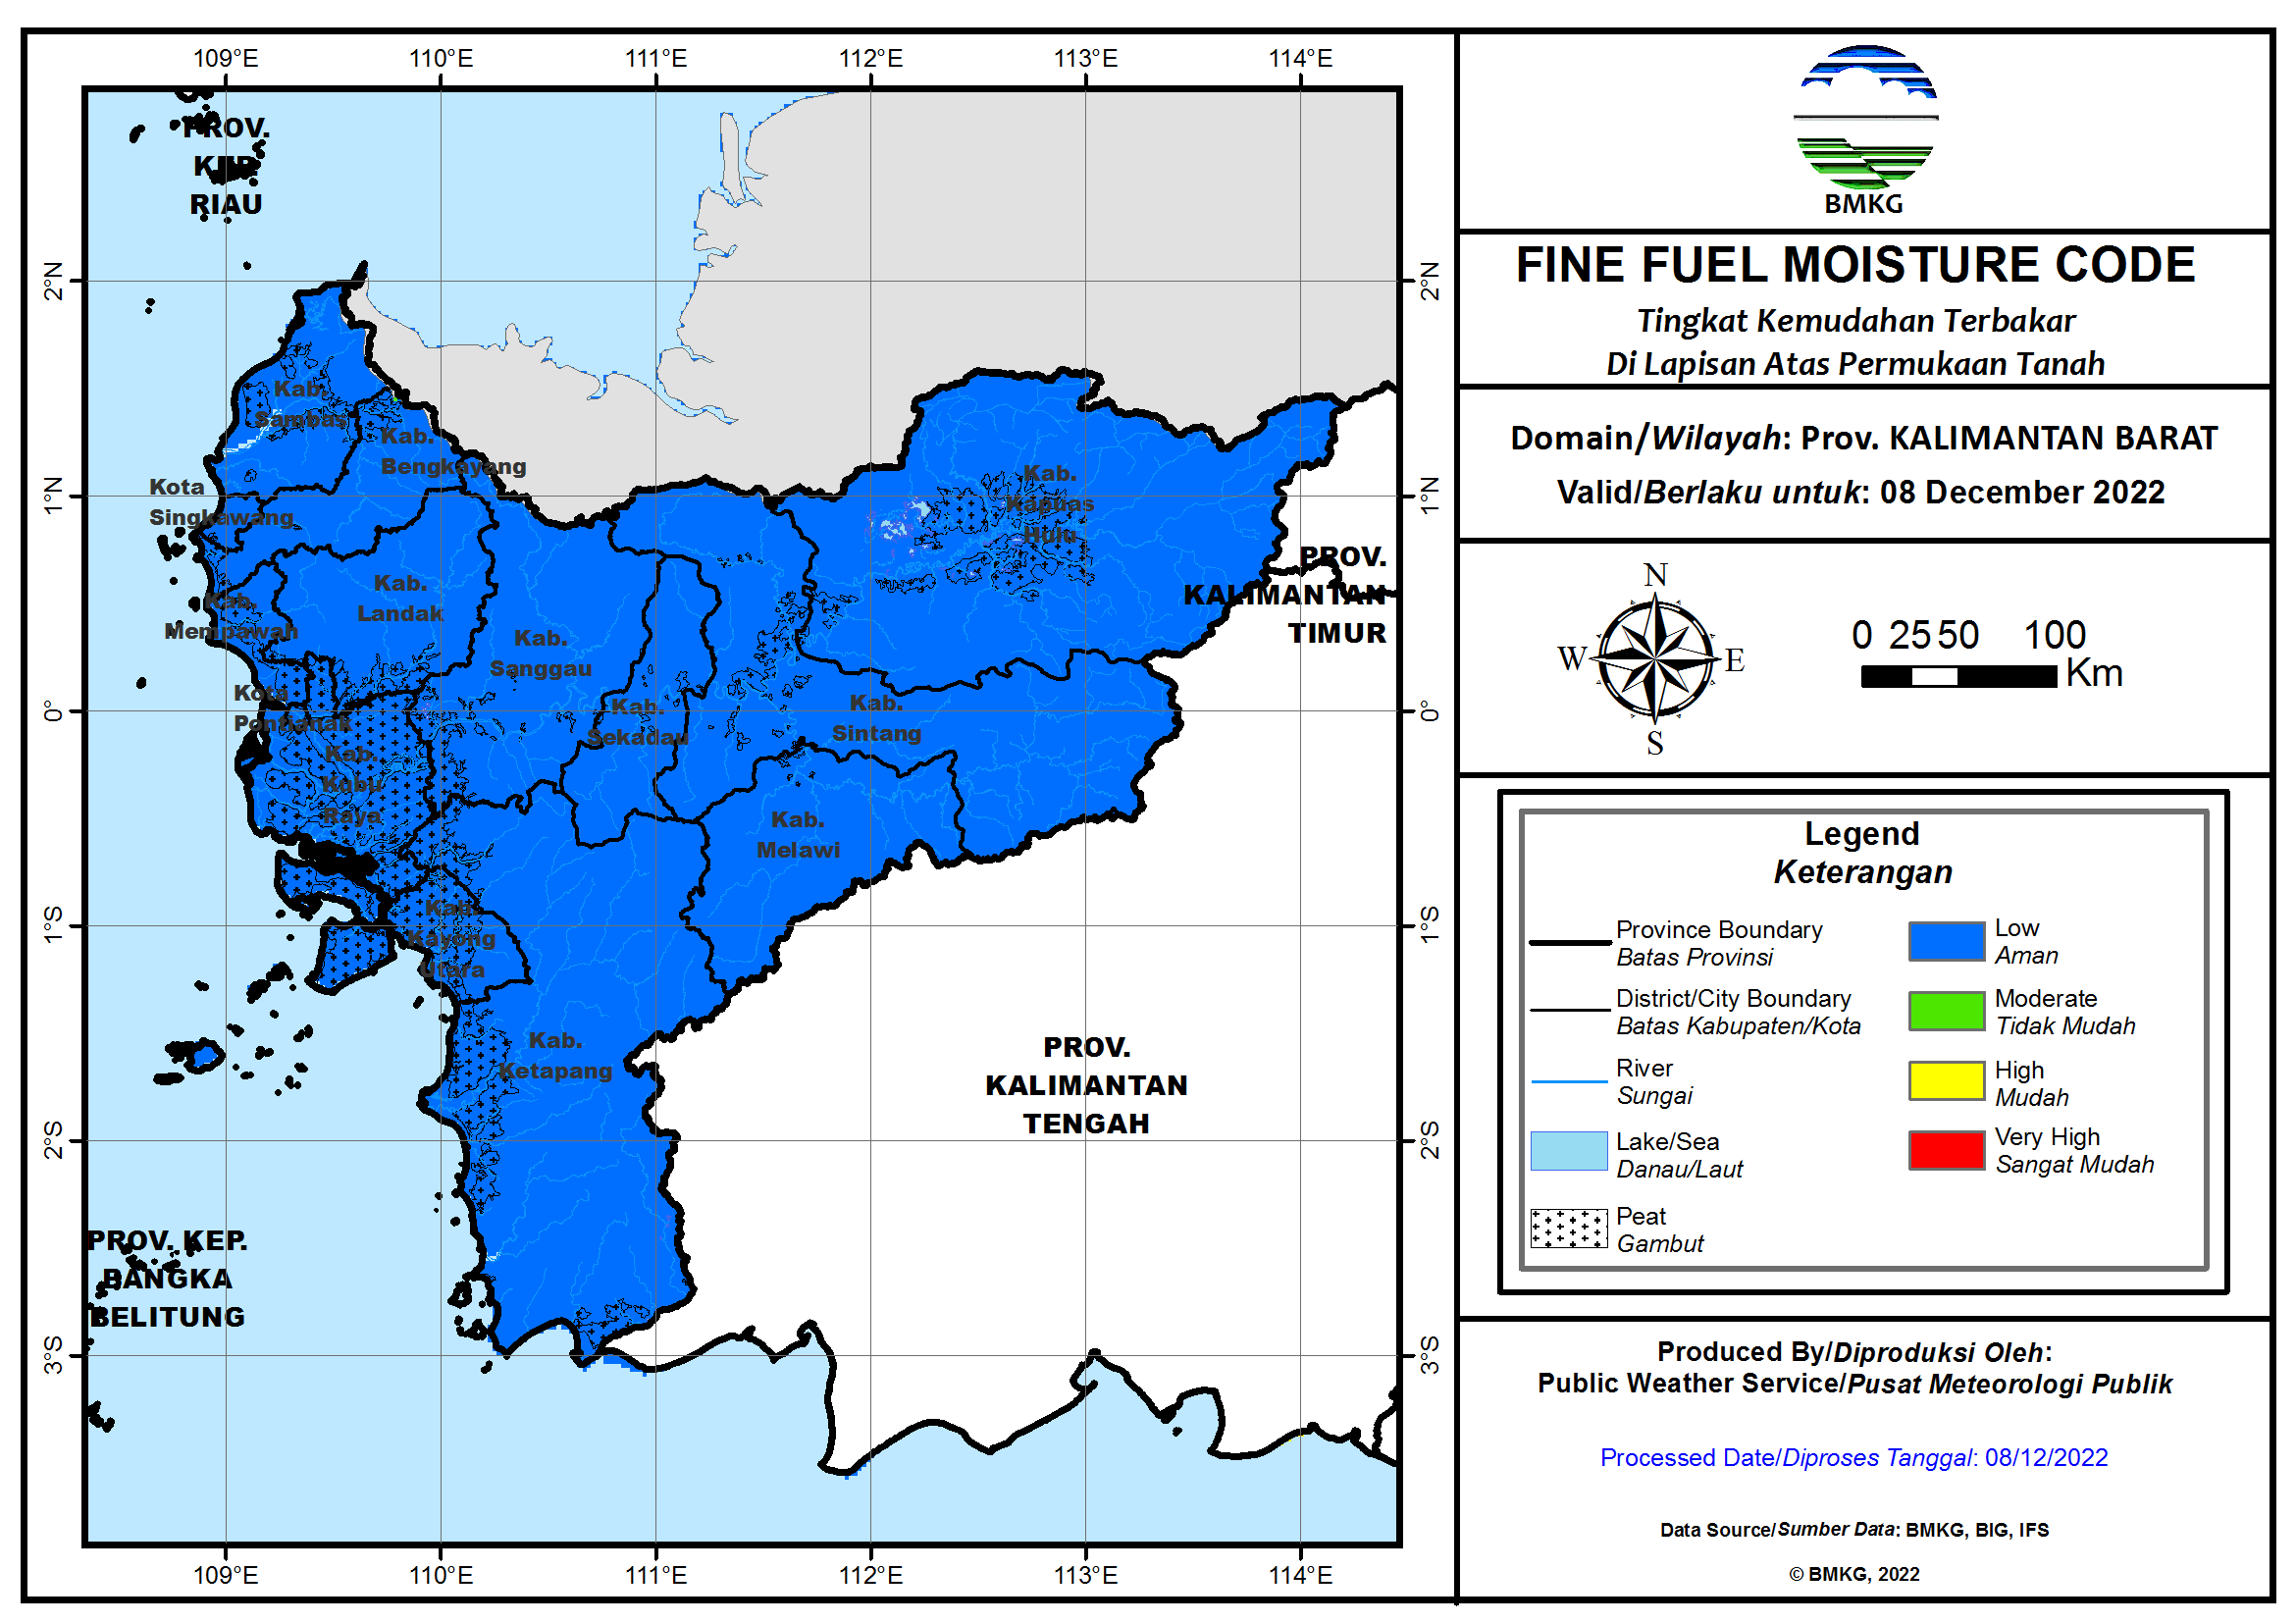 109°E 110°E 111°E 112°E 113°E 114°E
2°N
1°N
0°
1°S
2°S
3°S
PROV.
KEP.
RIAU
Kab.
Sambas
Kab.
Bengkayang
Kota
Singkawang
Kab.
Kapuas
Hulu
PROV.
KALIMANTAN
TIMUR
Kab.
Landak
Kab.
Mempawah
Kab.
Sanggau
Kota
Pontianak
Kab.
Sekadau
Kab.
Sintang
Kab.
Kubu
Raya
Kab.
Melawi
Kab.
Kayong
Utara
Kab.
Ketapang
PROV.
KALIMANTAN
TENGAH
PROV. KEP.
BANGKA
BELITUNG
2°N
1°N
0°
1°S
2°S
3°S
109°E 110°E 111°E 112°E 113°E 114°E
BMKG
FINE FUEL MOISTURE CODE
Tingkat Kemudahan Terbakar
Di Lapisan Atas Permukaan Tanah
Domain/Wilayah: Prov. KALIMANTAN BARAT
Valid/Berlaku untuk: 08 December 2022
N
W E
S
0 25 50 100
Km
Legend
Keterangan
Province Boundary
Batas Provinsi
District/City Boundary
Batas Kabupaten/Kota
River
Sungai
Lake/Sea
Danau/Laut
Peat
Gambut
Low
Aman
Moderate
Tidak Mudah
High
Mudah
Very High
Sangat Mudah
Produced By/Diproduksi Oleh:
Public Weather Service/Pusat Meteorologi Publik
Processed Date/Diproses Tanggal: 08/12/2022
Data Source/Sumber Data: BMKG, BIG, IFS
© BMKG, 2022